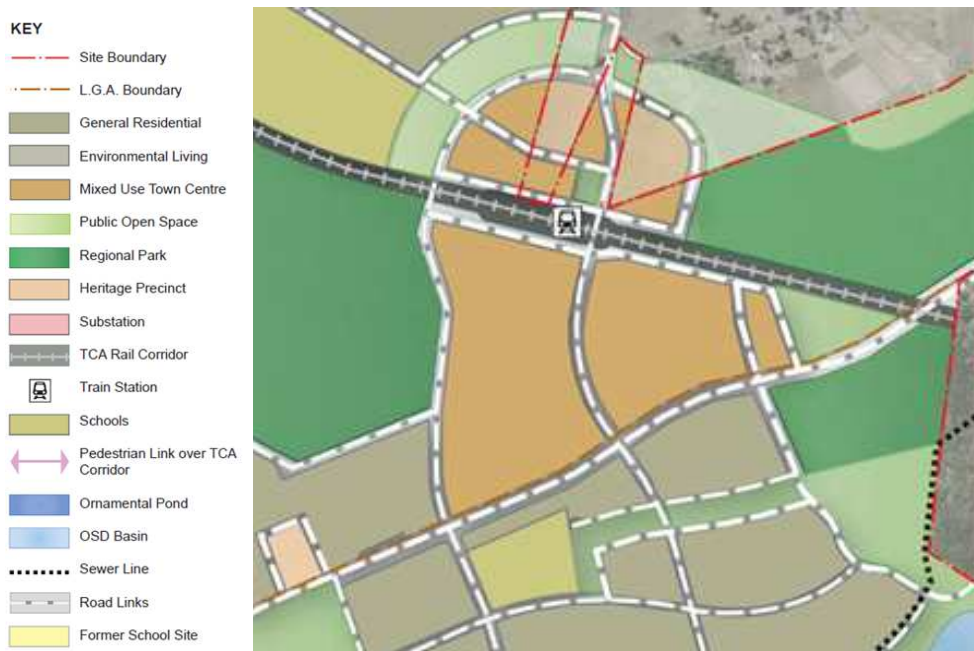 KEY
Site Boundary
L.G.A. Boundary
General Residential
Environmental Living
Mixed Use Town Centre
Public Open Space
Regional Park
Heritage Precinct
Substation
TCA Rail Corridor
Train Station
Schools
Pedestrian Link over TCA
Corridor
Ornamental Pond
OSD Basin
Sewer Line
Road Links
Former School Site